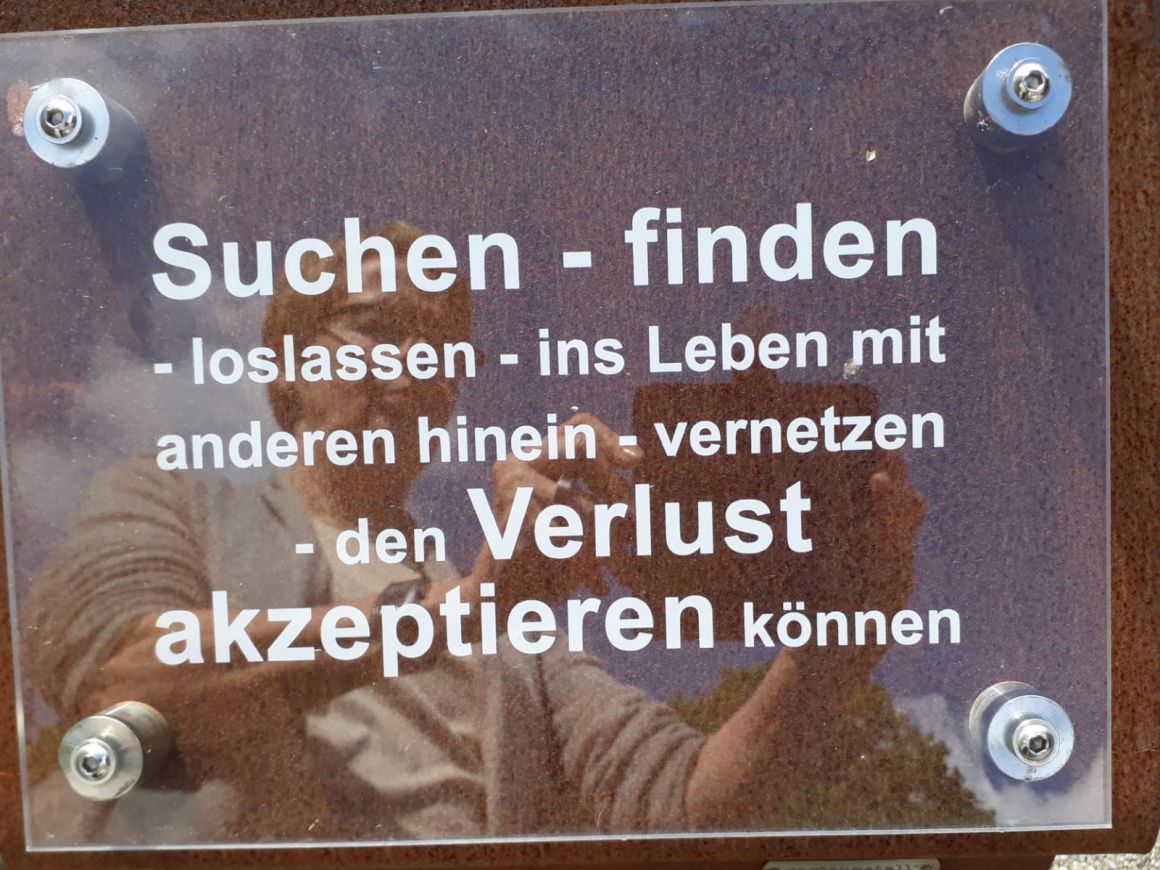 Suchen - finden
- loslassen - ins Leben mit
anderen hinein - vernetzen
- den Verlust
akzeptieren können